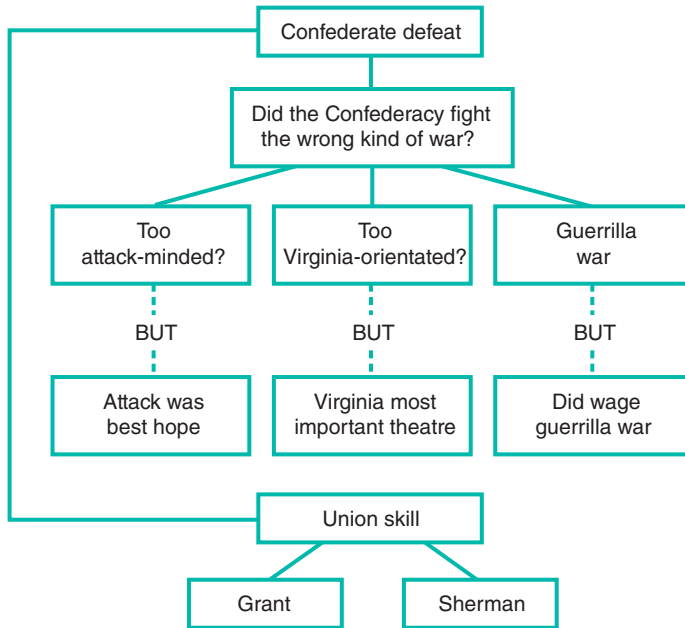 Confederate defeat
Did the Confederacy fight
the wrong kind of war?
Too
attack-minded?
Too
Virginia-orientated?
Guerrilla
war
BUT
BUT
BUT
Attack was
best hope
Virginia most
important theatre
Did wage
guerrilla war
Union skill
Grant
Sherman